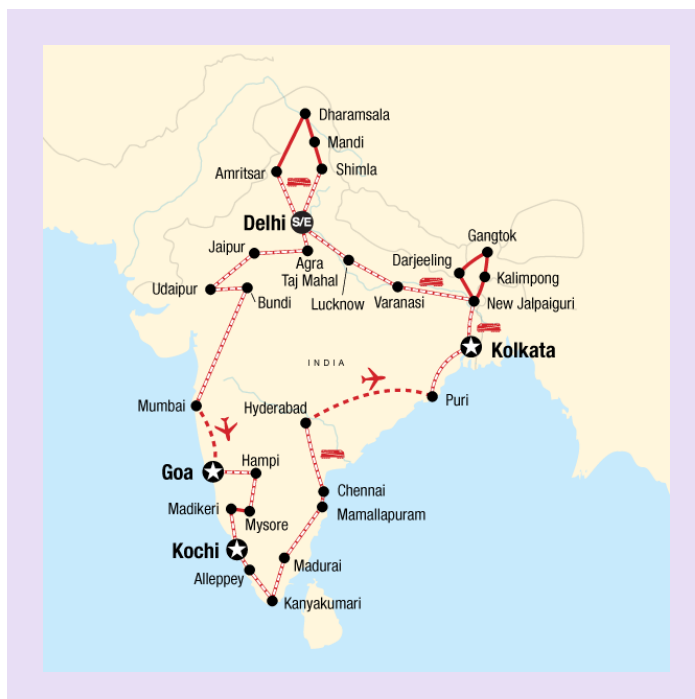 Dharamsala
Mandi
Amritsar
Shimla
Delhi
S/E
Jaipur
Agra
Taj Mahal
Gangtok
Darjeeling
Kalimpong
Udaipur
Bundi
Lucknow
Varanasi
New Jalpaiguri
INDIA
Kolkata
Mumbai
Hyderabad
Puri
Goa
Hampi
Chennai
Madikeri
Mysore
Mamallapuram
Kochi
Alleppey
Madurai
Kanyakumari